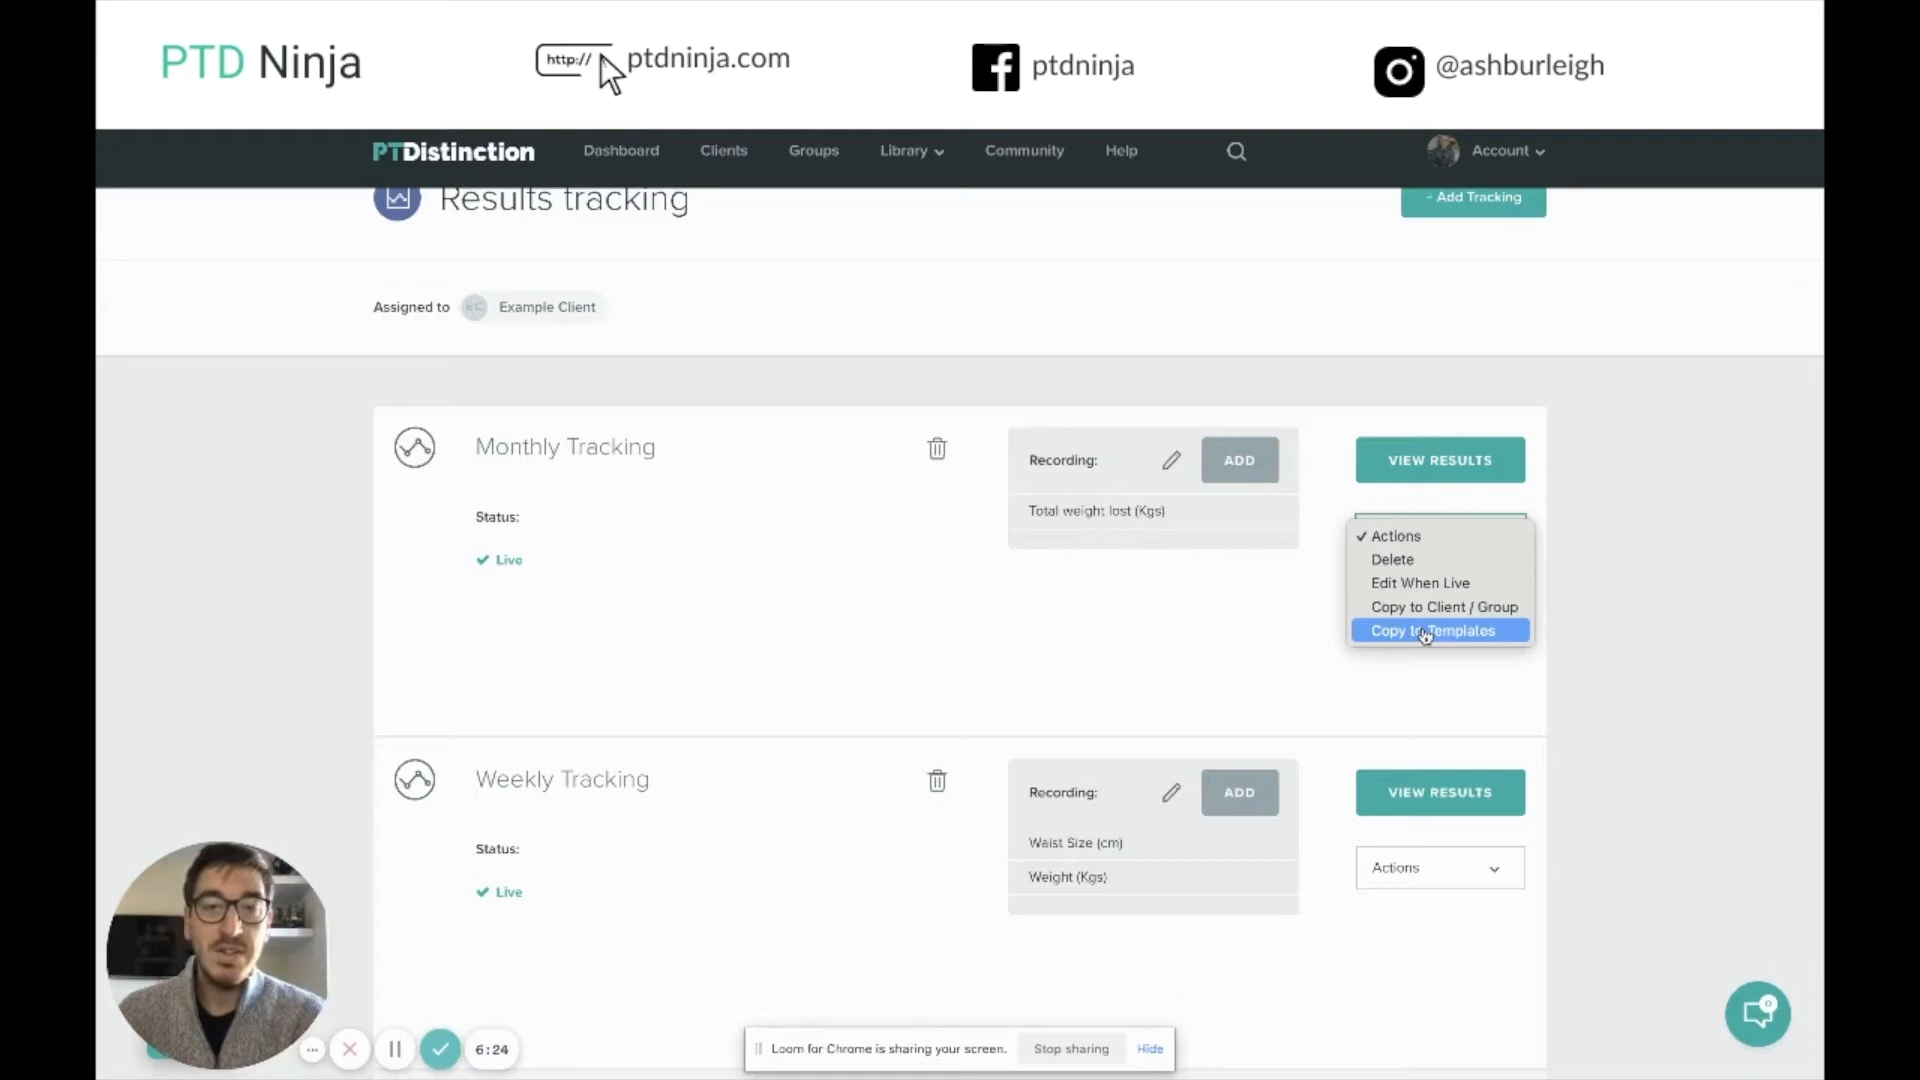 PTD Ninja
http://
ptdninja.com
ptdninja
@ashburleigh
PTDistinction
Dashboard
Clients
Groups
Library
Community
Help
Account
Results tracking
- Add Tracking
Assigned to
EC
Example Client
Monthly Tracking
Recording:
ADD
VIEW RESULTS
Status:
Total weight lost (Kgs)
Live
Actions
Delete
Edit When Live
Copy to Client / Group
Copy to Templates
Weekly Tracking
Recording:
ADD
VIEW RESULTS
Status:
Waist Size (cm)
Weight (Kgs)
Actions
Live
6:24
Loom for Chrome is sharing your screen.
Stop sharing
Hide
0